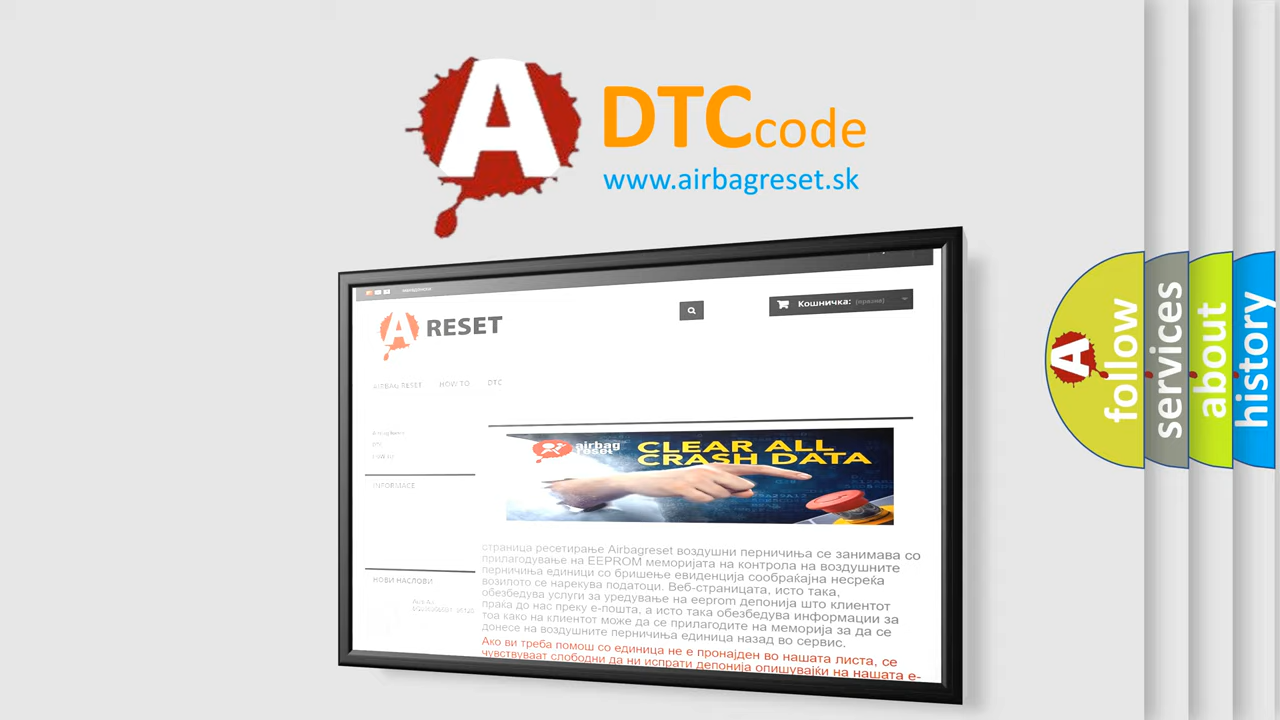 A DTCcode
www.airbagreset.sk
A RESET
Кошничка: (празни)
AIRBAG RESET HOW TO DTC
INFORMACE
airbag reset
CLEAR ALL
CRASH DATA
страница ресетирање Airbagreset воздушни перничиња се занимава со
прилагодување на EEPROM меморијата на контрола на воздушните
перничиња единици со бришење евиденција сообраќајна несреќа
возилото се нарекува податоци. Веб-страницата, исто така,
обезбедува услуги за уредување на eeprom депонија што клиентот
праќа до нас преку е-пошта, а исто така обезбедува информации за
тоа како на клиентот може да се прилагодите на меморија за да се
донесе на воздушните перничиња единица назад во сервис.
Ако ви треба помош со единица не е пронајден во нашата листа, се
чувствуваат слободни да ни испрати депонија опишувајќи на нашата е-
НОВИ НАСЛОВИ
A follow
services
about
history